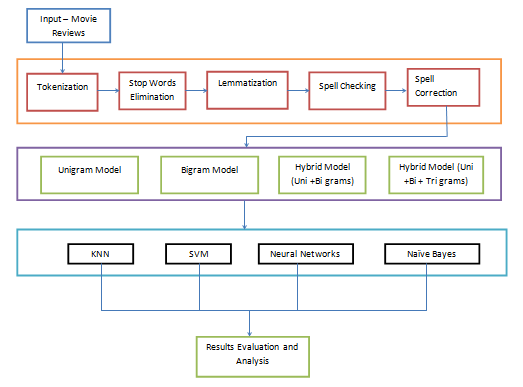 Input – Movie
Reviews
Tokenization
Stop Words
Elimination
Lemmatization
Spell Checking
Spell
Correction
Unigram Model
Bigram Model
Hybrid Model
(Uni +Bi grams)
Hybrid Model (Uni
+Bi + Tri grams)
KNN
SVM
Neural Networks
Naïve Bayes
Results Evaluation and
Analysis